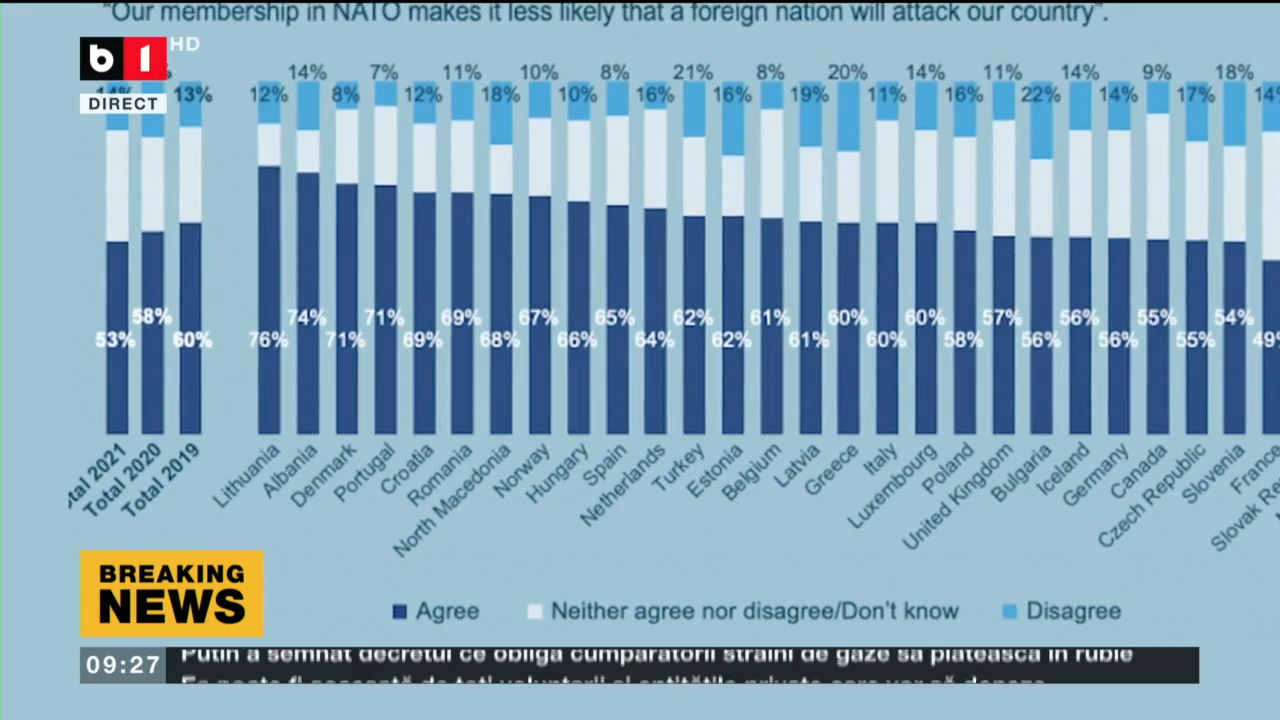 "Our membership in NATO makes it less likely that a foreign nation will attack our country".
b1 HD
DIRECT
14% 7% 11% 10% 8% 21% 8% 20% 14% 11% 14% 9% 18%
14% 13% 12% 8% 12% 18% 10% 16% 16% 19% 11% 16% 22% 14% 17% 14%
58% 74% 71% 69% 67% 65% 62% 61% 60% 60% 57% 56% 55% 54%
53% 60% 76% 71% 69% 68% 66% 64% 62% 61% 60% 58% 56% 56% 55% 49%
Total 2020
Total 2019
Lithuania
Albania
Denmark
Portugal
Croatia
Romania
North Macedonia
Norway
Hungary
Spain
Netherlands
Turkey
Estonia
Belgium
Latvia
Greece
Italy
Luxembourg
Poland
United Kingdom
Bulgaria
Iceland
Germany
Canada
Czech Republic
Slovenia
France
Slovak
Agree Neither agree nor disagree/Don't know Disagree
BREAKING
NEWS
09:27
Putin a semnat decretul ce obligă cumpărătorii străini de gaze să plătească în ruble